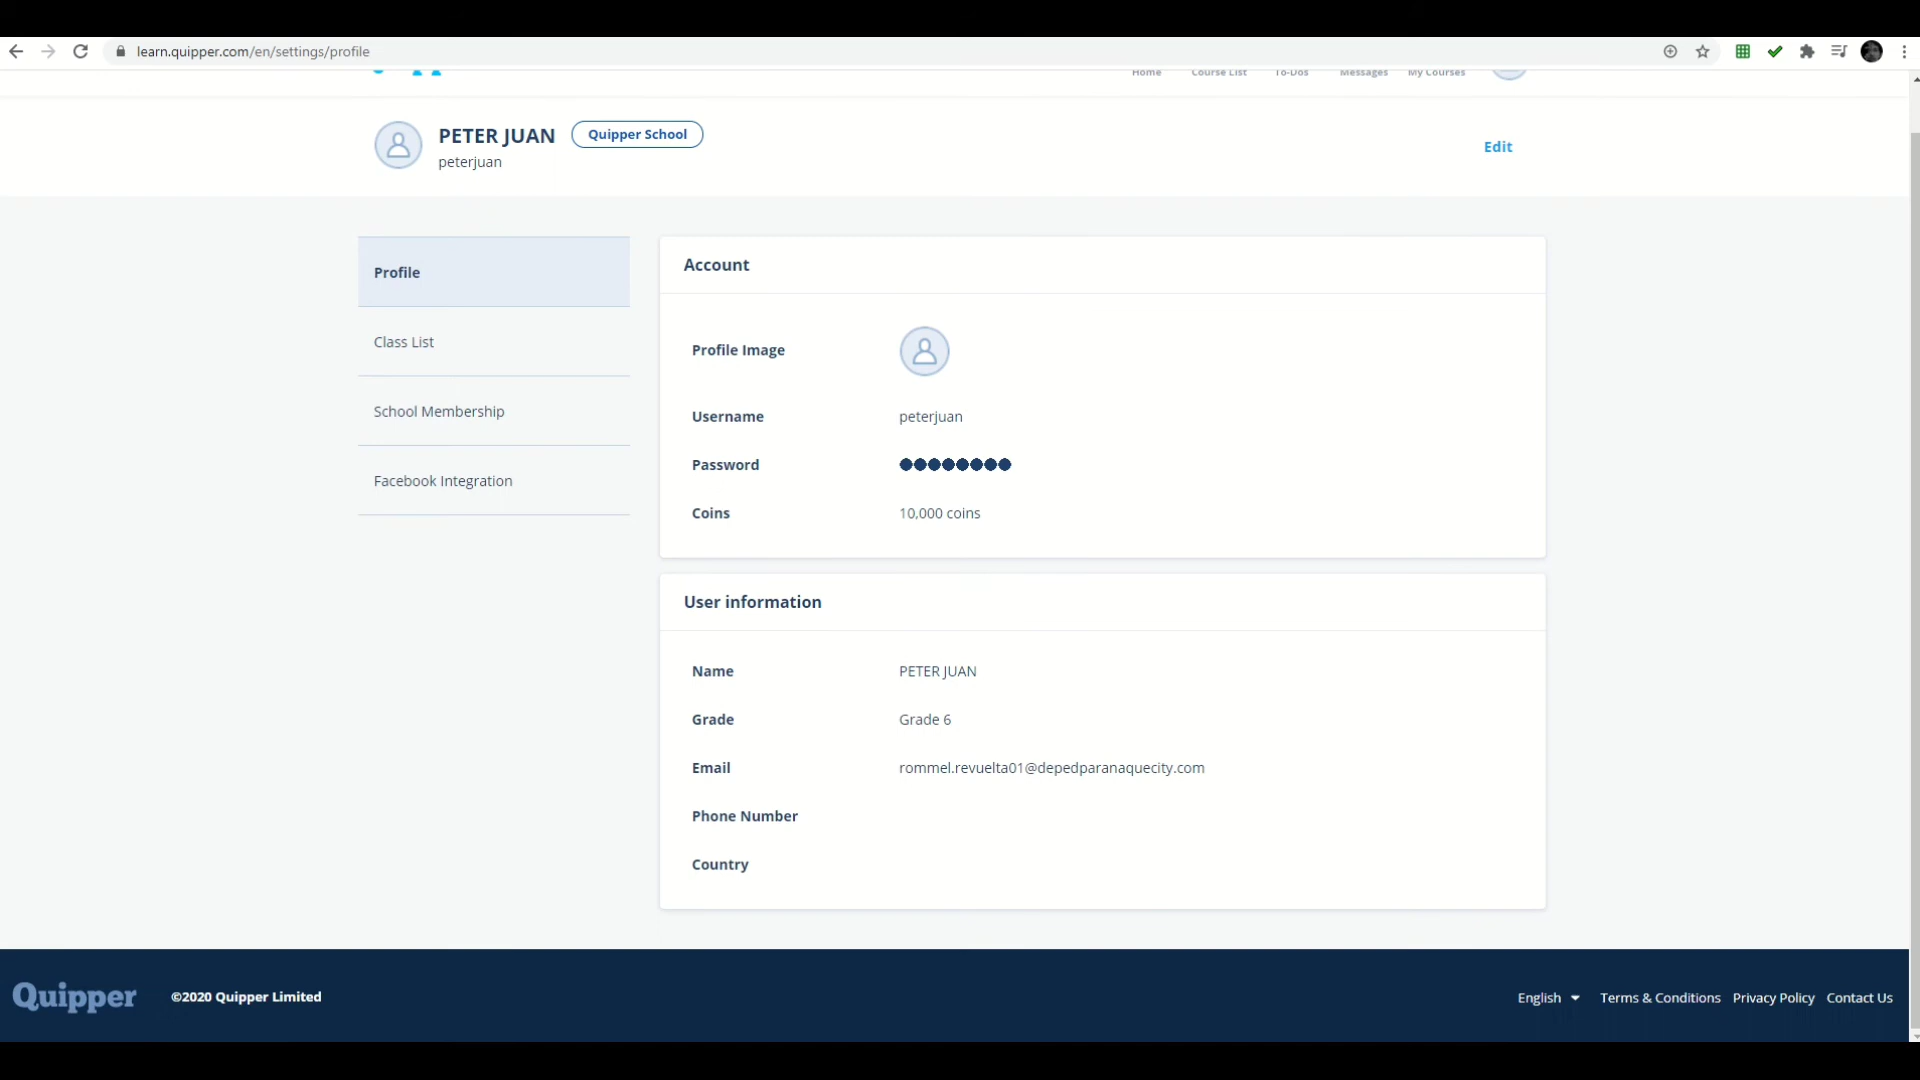 learn.quipper.com/en/settings/profile
Home Course List To-Dos Messages My Courses
PETER JUAN Quipper School
peterjuan
Edit
Profile
Class List
School Membership
Facebook Integration
Account
Profile Image
Username peterjuan
Password
Coins 10,000 coins
User information
Name PETER JUAN
Grade Grade 6
Email rommel.revuelta01@depedparanaquecity.com
Phone Number
Country
Quipper ©2020 Quipper Limited English Terms & Conditions Privacy Policy Contact Us